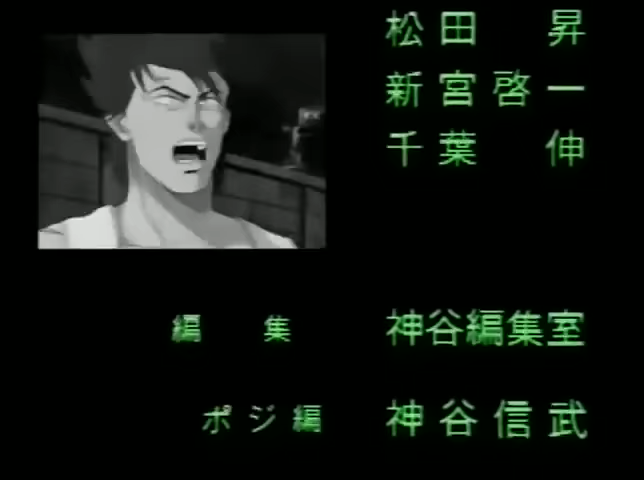 松田 昇
新宮啓一
千葉 伸
編 集 神谷編集室
ポジ編 神谷信武